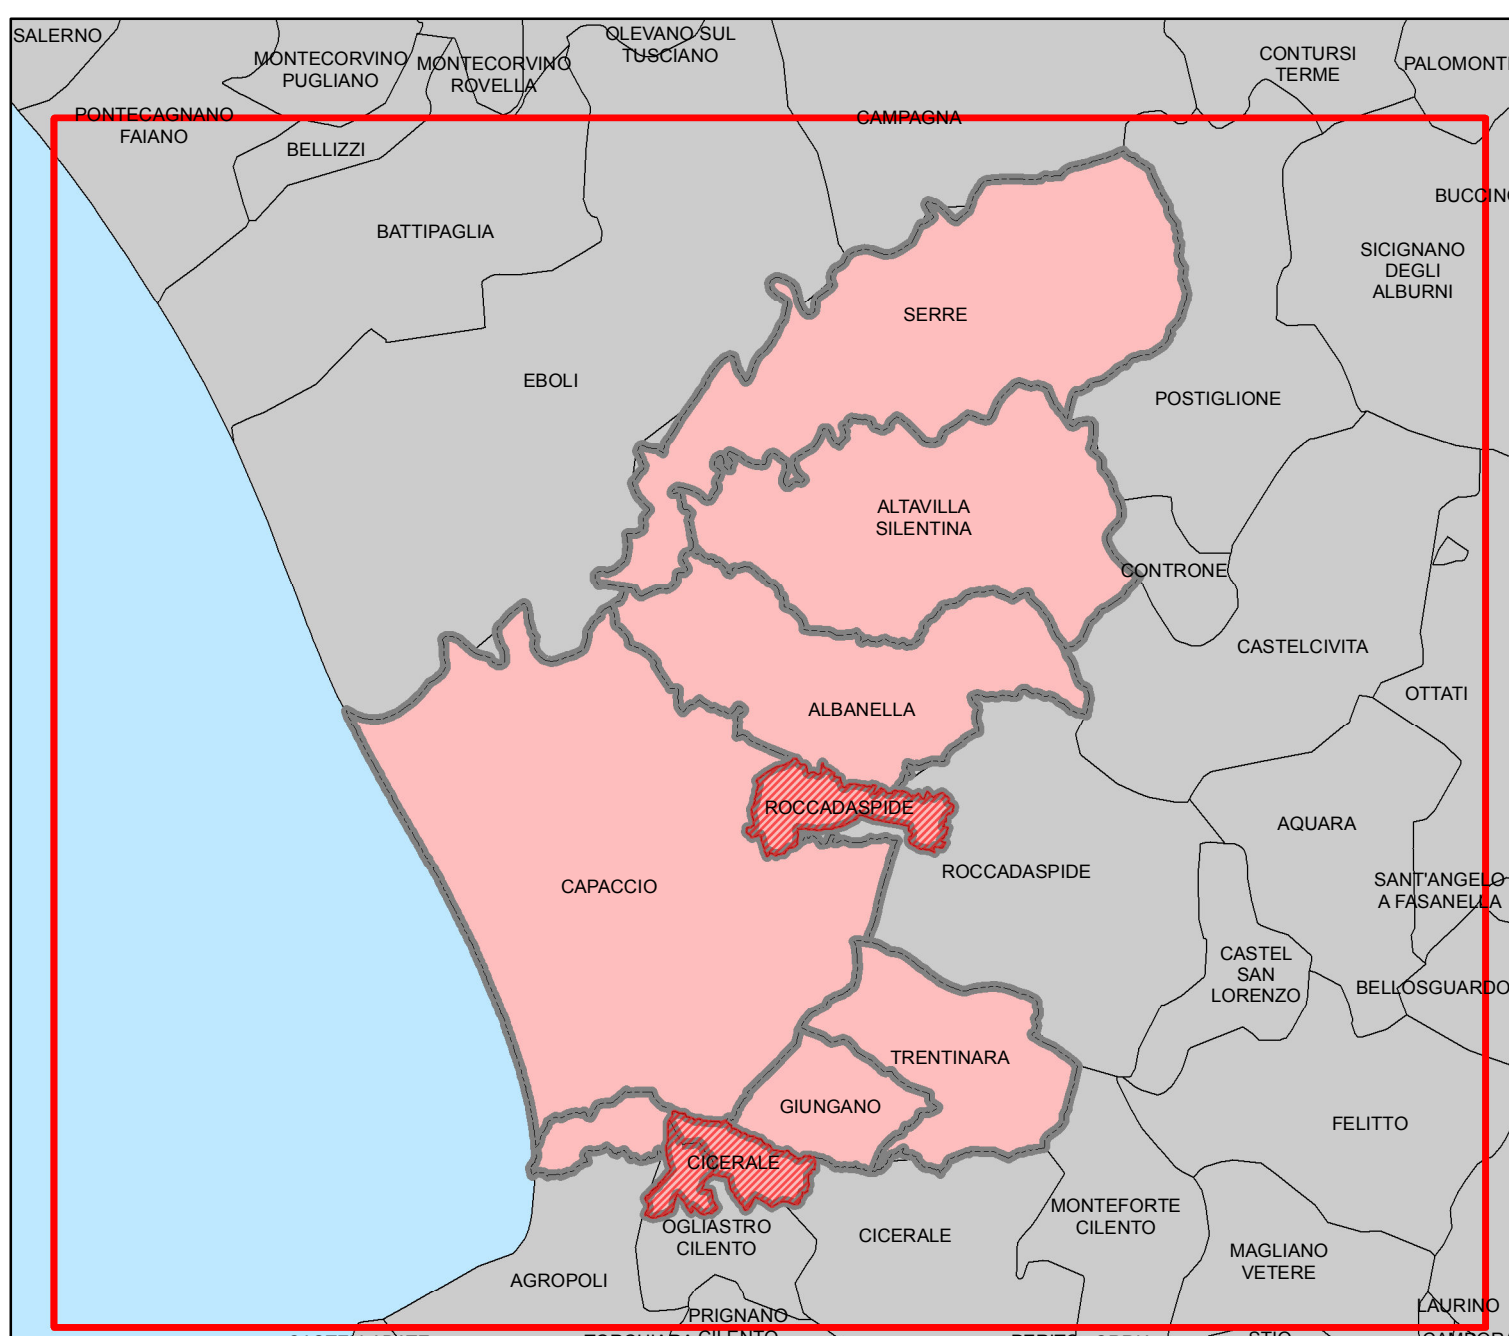 SALERNO
OLEVANO SUL
TUSCIANO
MONTECORVINO
PUGLIANO
MONTECORVINO
ROVELLA
CONTURSI
TERME
PALOMONT
PONTECAGNANO
FAIANO
CAMPAGNA
BELLIZZI
BUCCINO
BATTIPAGLIA
SICIGNANO
DEGLI
ALBURNI
SERRE
EBOLI
POSTIGLIONE
ALTAVILLA
SILENTINA
CONTRONE
CASTELCIVITA
OTTATI
ALBANELLA
ROCCADASPIDE
AQUARA
ROCCADASPIDE
CAPACCIO
SANT'ANGELO
A FASANELLA
CASTEL
SAN
LORENZO
BELLOSGUARDO
TRENTINARA
GIUNGANO
FELITTO
CICERALE
MONTEFORTE
CILENTO
OGLIASTRO
CILENTO
CICERALE
MAGLIANO
VETERE
AGROPOLI
LAURINO
PRIGNANO
CILENTO